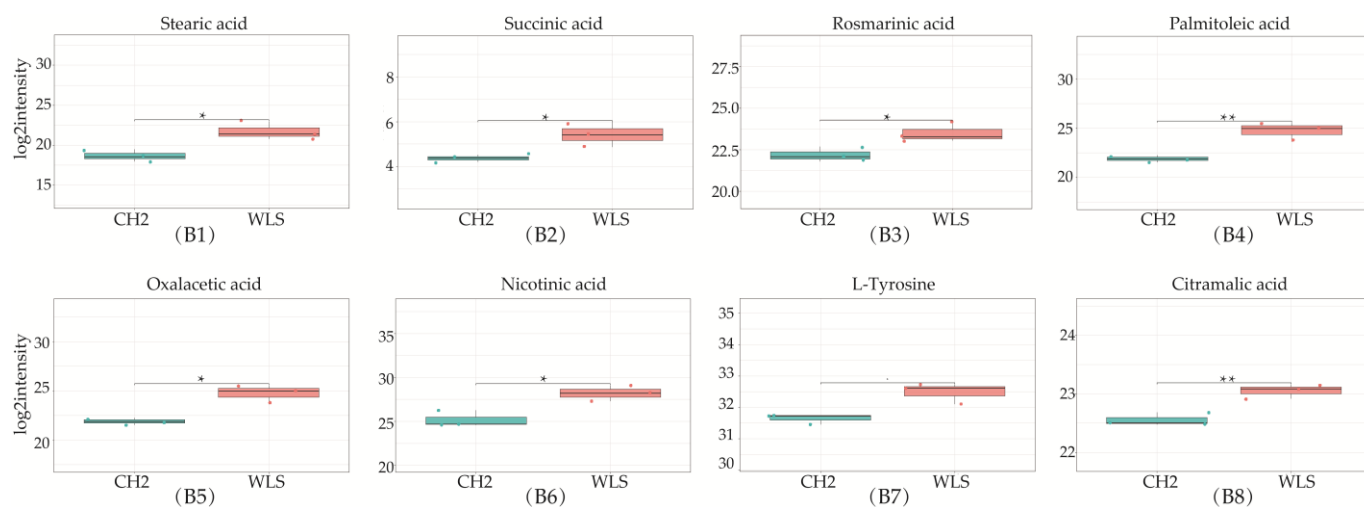 Stearic acid
Succinic acid
Rosmarinic acid
Palmitoleic acid
log2intensity
30
25
20
15
*
CH2
WLS
(B1)
8
6
4
*
CH2
WLS
(B2)
27.5
25.0
22.5
20.0
*
CH2
WLS
(B3)
30
25
20
**
CH2
WLS
(B4)
Oxalacetic acid
Nicotinic acid
L-Tyrosine
Citramalic acid
log2intensity
30
25
20
*
CH2
WLS
(B5)
35
30
25
20
*
CH2
WLS
(B6)
35
34
33
32
31
30
.
CH2
WLS
(B7)
24
23
22
**
CH2
WLS
(B8)